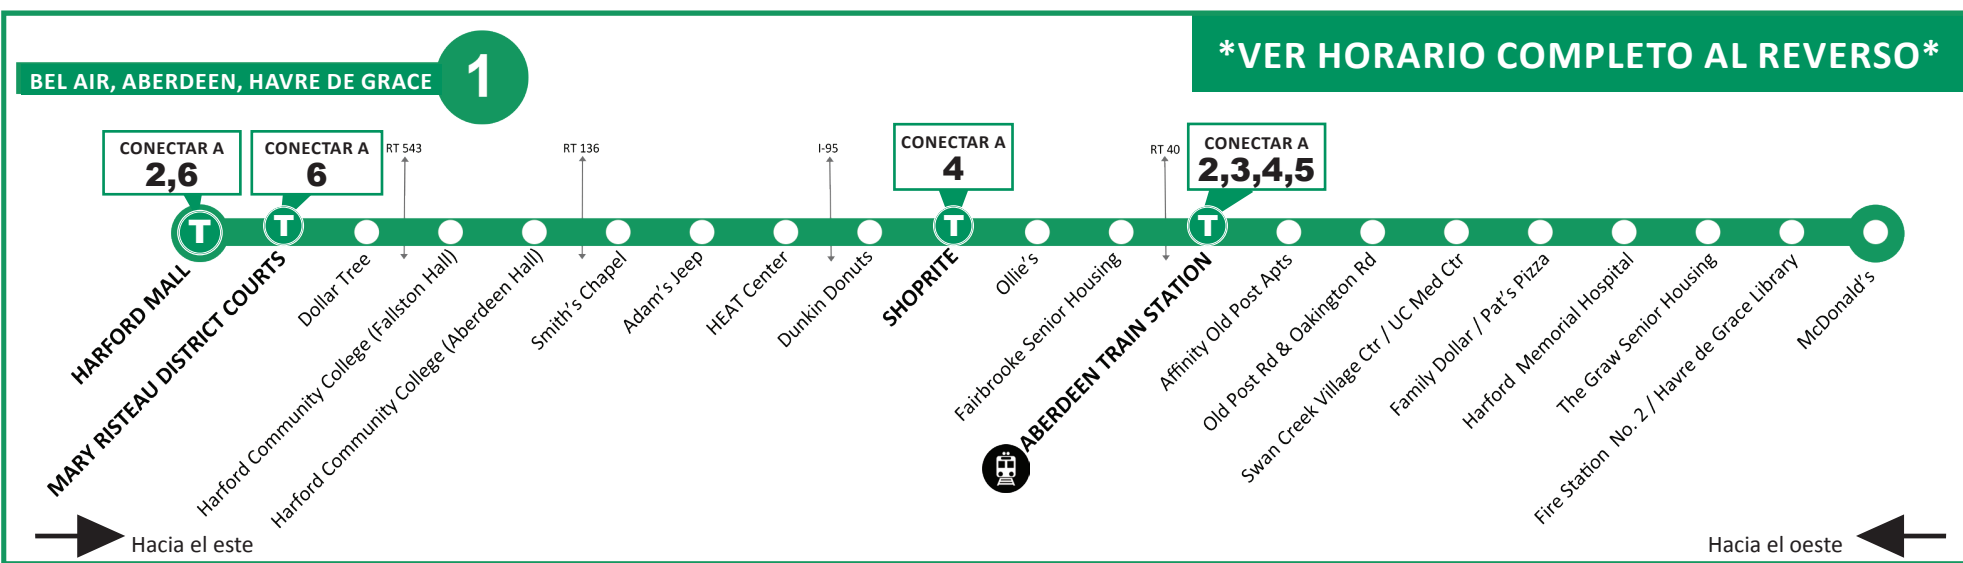 *VER HORARIO COMPLETO AL REVERSO*
BEL AIR, ABERDEEN, HAVRE DE GRACE
1
CONECTAR A
2,6
CONECTAR A
6
RT 543
RT 136
I-95
CONECTAR A
4
RT 40
CONECTAR A
2,3,4,5
T
T
T
T
HARFORD MALL
MARY RISTEAU DISTRICT COURTS
Dollar Tree
Harford Community College (Fallston Hall)
Harford Community College (Aberdeen Hall)
Smith's Chapel
Adam's Jeep
HEAT Center
Dunkin Donuts
SHOPRITE
Ollie's
Fairbrooke Senior Housing
ABERDEEN TRAIN STATION
Affinity Old Post Apts
Old Post Rd & Oakington Rd
Swan Creek Village Ctr / UC Med Ctr
Family Dollar / Pat's Pizza
Harford Memorial Hospital
The Graw Senior Housing
Fire Station No. 2 / Havre de Grace Library
McDonald's
Hacia el este
Hacia el oeste